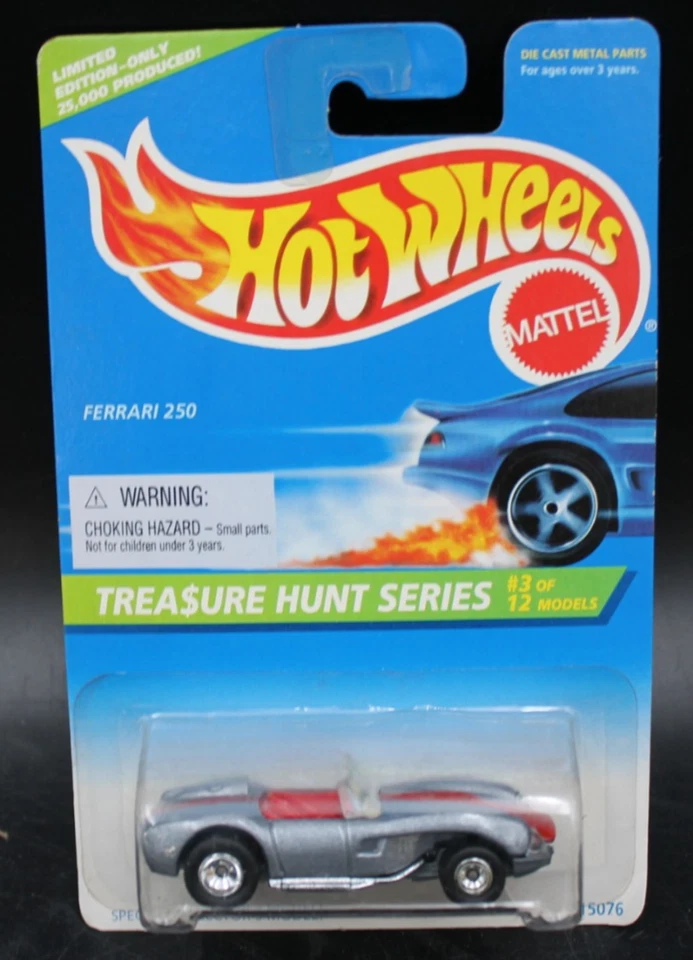 LIMITED
EDITION-ONLY
25,000 PRODUCED!
DIE CAST METAL PARTS
For ages over 3 years.
HOT WHEELS
MATTEL
®
FERRARI 250
⚠ WARNING:
CHOKING HAZARD – Small parts.
Not for children under 3 years.
TREA$URE HUNT SERIES
#3 OF
12 MODELS
15076